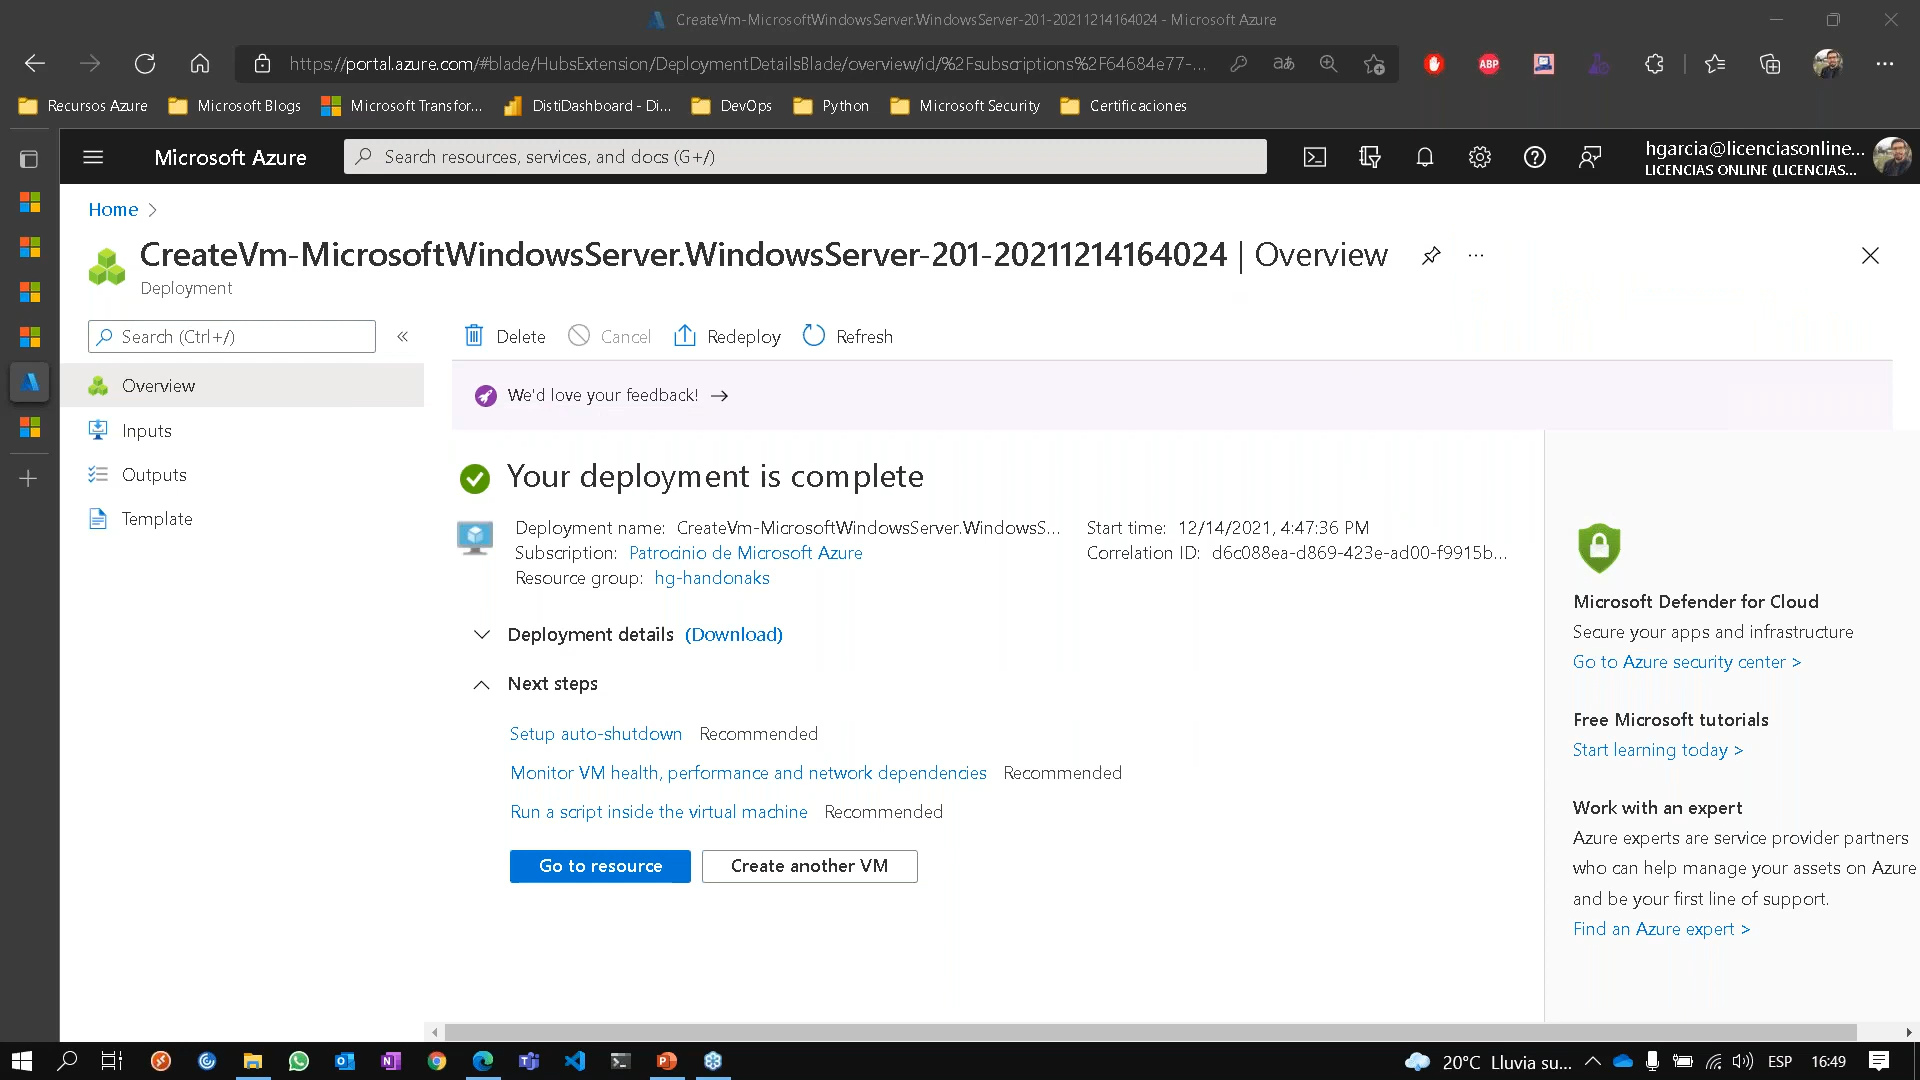 CreateVm-MicrosoftWindowsServer.WindowsServer-201-20211214164024 - Microsoft Azure
https://portal.azure.com/#blade/HubsExtension/DeploymentDetailsBlade/overview/id/%2Fsubscriptions%2F64684e77-...
ABP
Recursos Azure Microsoft Blogs Microsoft Transfor... DistiDashboard - Di... DevOps Python Microsoft Security Certificaciones
Microsoft Azure
Search resources, services, and docs (G+/)
hgarcia@licenciasonline...
LICENCIAS ONLINE (LICENCIAS...
Home >
CreateVm-MicrosoftWindowsServer.WindowsServer-201-20211214164024 | Overview ...
Deployment
Search (Ctrl+/) «
Delete Cancel Redeploy Refresh
Overview
Inputs
Outputs
Template
We'd love your feedback! →
Your deployment is complete
Deployment name: CreateVm-MicrosoftWindowsServer.WindowsS... Start time: 12/14/2021, 4:47:36 PM
Subscription: Patrocinio de Microsoft Azure Correlation ID: d6c088ea-d869-423e-ad00-f9915b...
Resource group: hg-handonaks
Deployment details (Download)
Next steps
Setup auto-shutdown Recommended
Monitor VM health, performance and network dependencies Recommended
Run a script inside the virtual machine Recommended
Go to resource Create another VM
Microsoft Defender for Cloud
Secure your apps and infrastructure
Go to Azure security center >
Free Microsoft tutorials
Start learning today >
Work with an expert
Azure experts are service provider partners
who can help manage your assets on Azure
and be your first line of support.
Find an Azure expert >
20°C Lluvia su... ESP 16:49